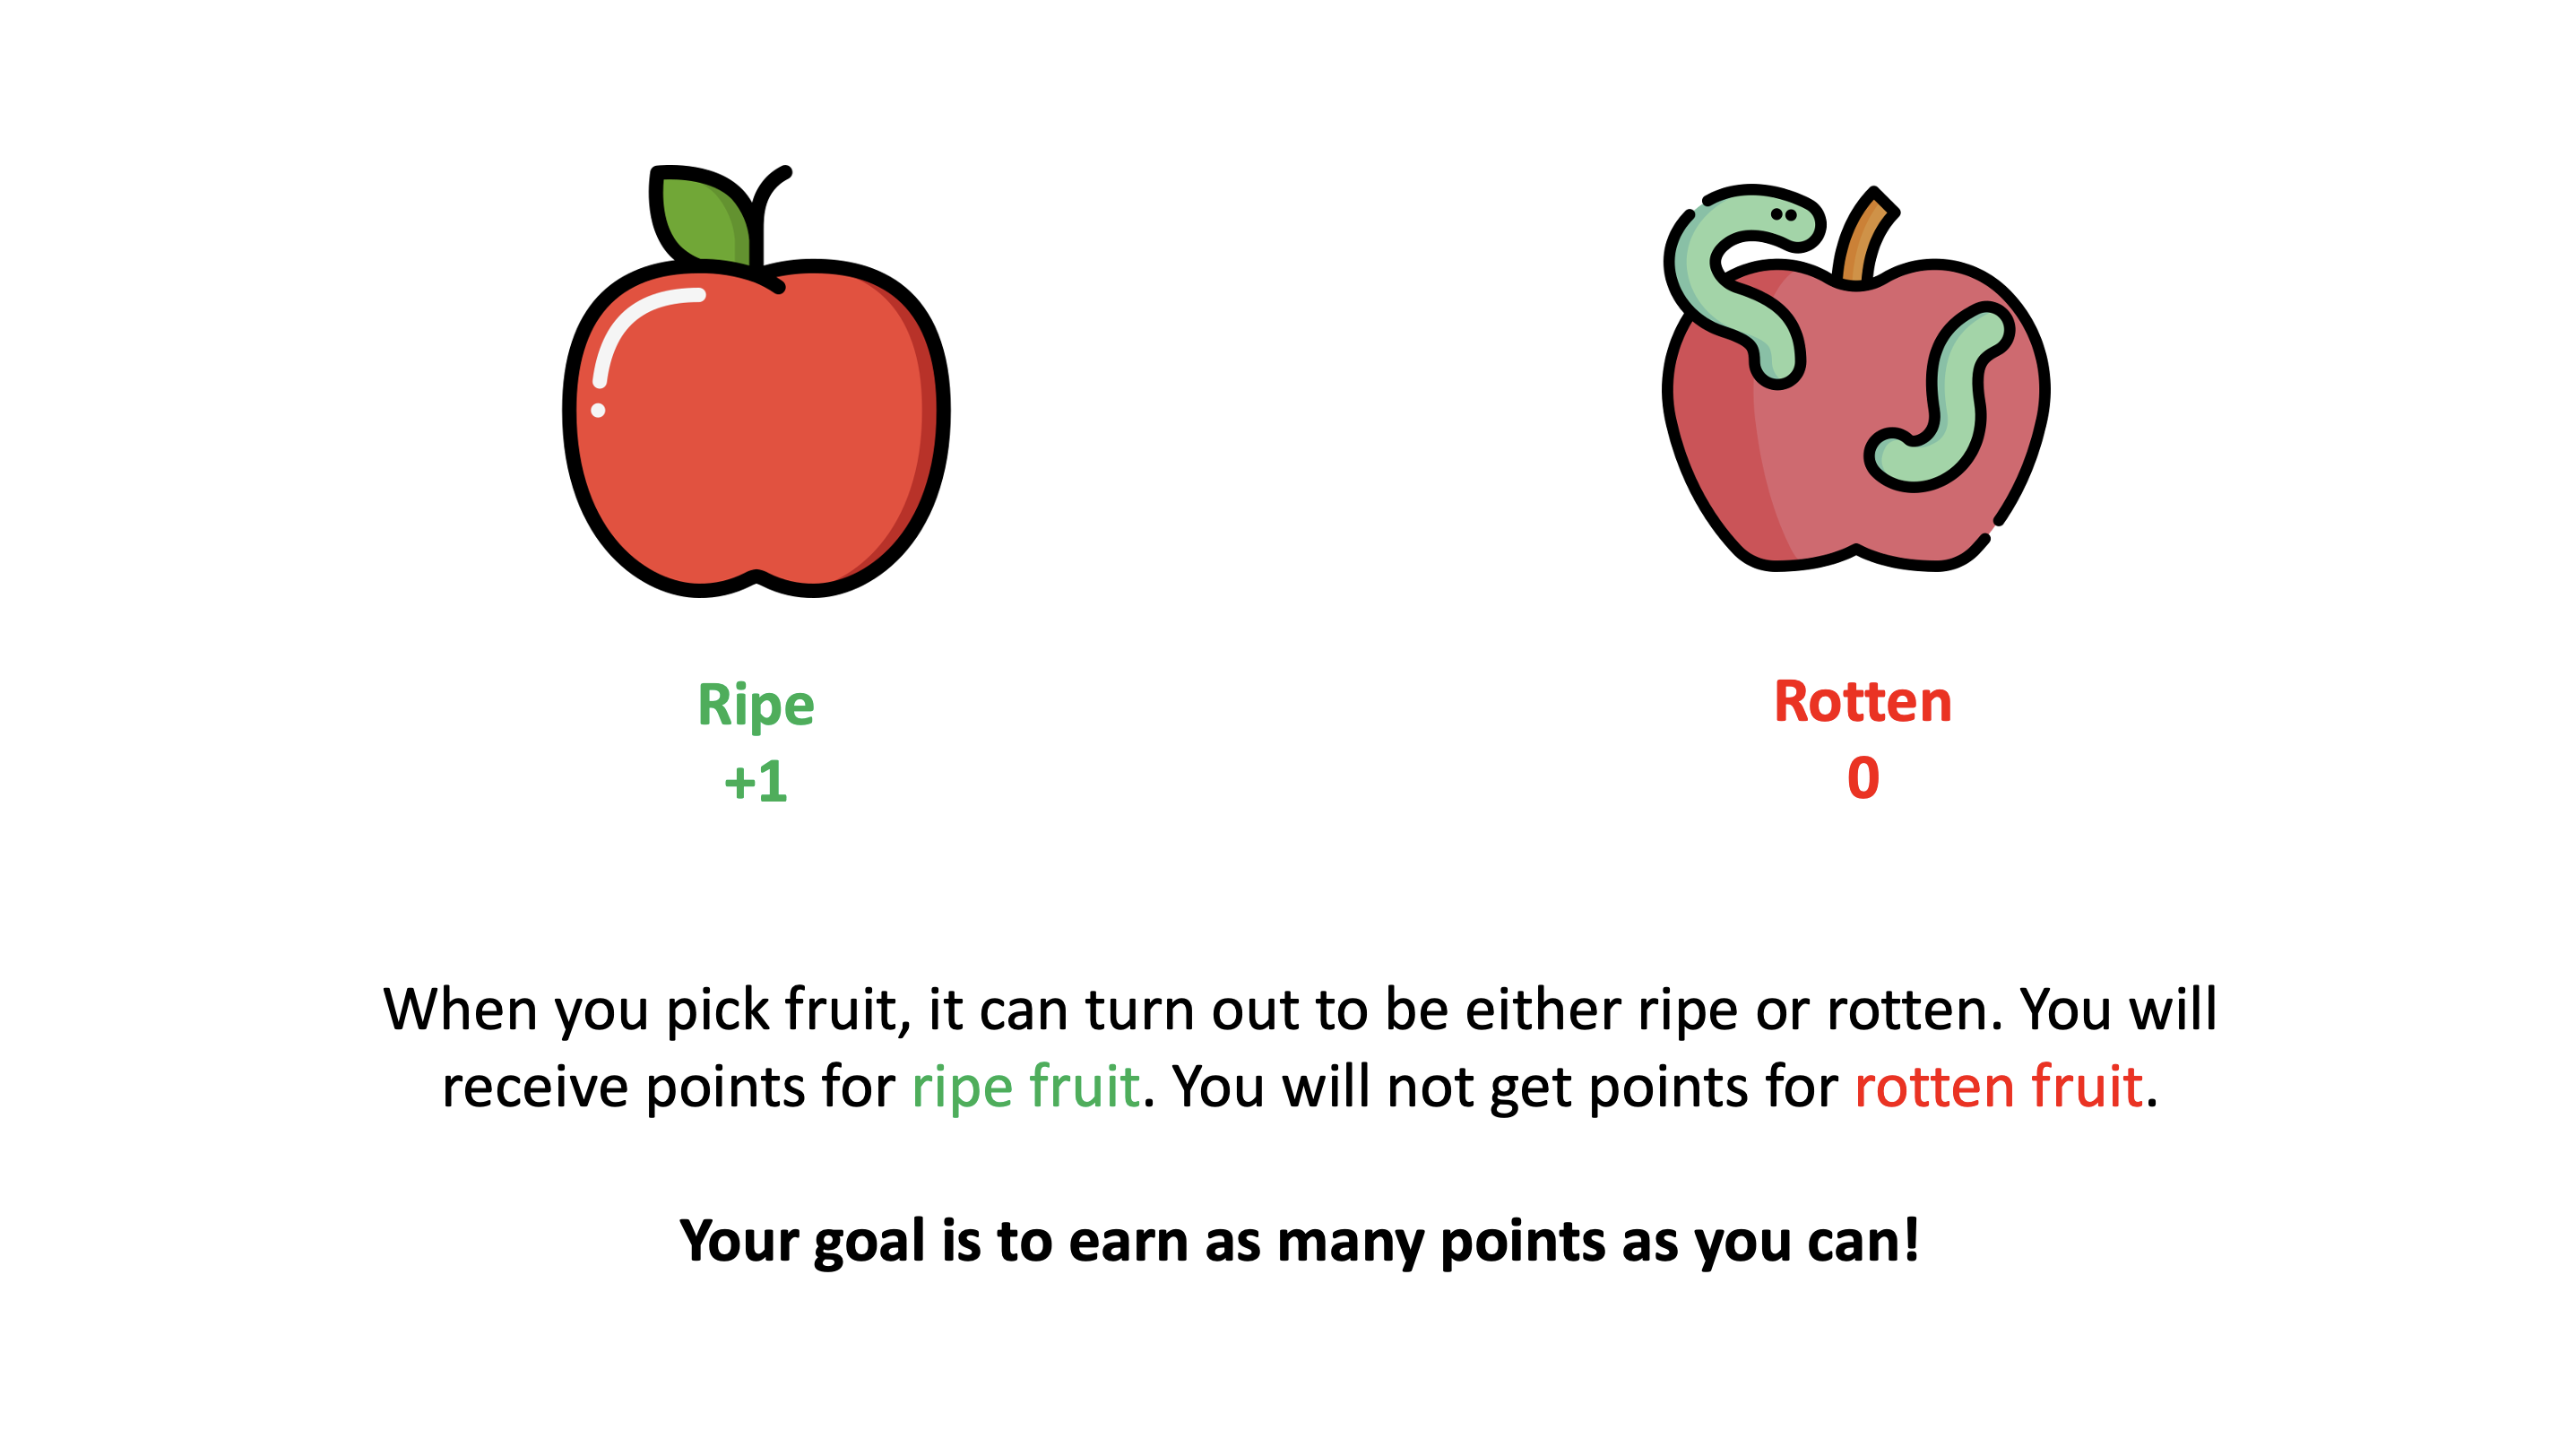 Ripe
+1
Rotten
0
When you pick fruit, it can turn out to be either ripe or rotten. You will
receive points for ripe fruit. You will not get points for rotten fruit.
Your goal is to earn as many points as you can!